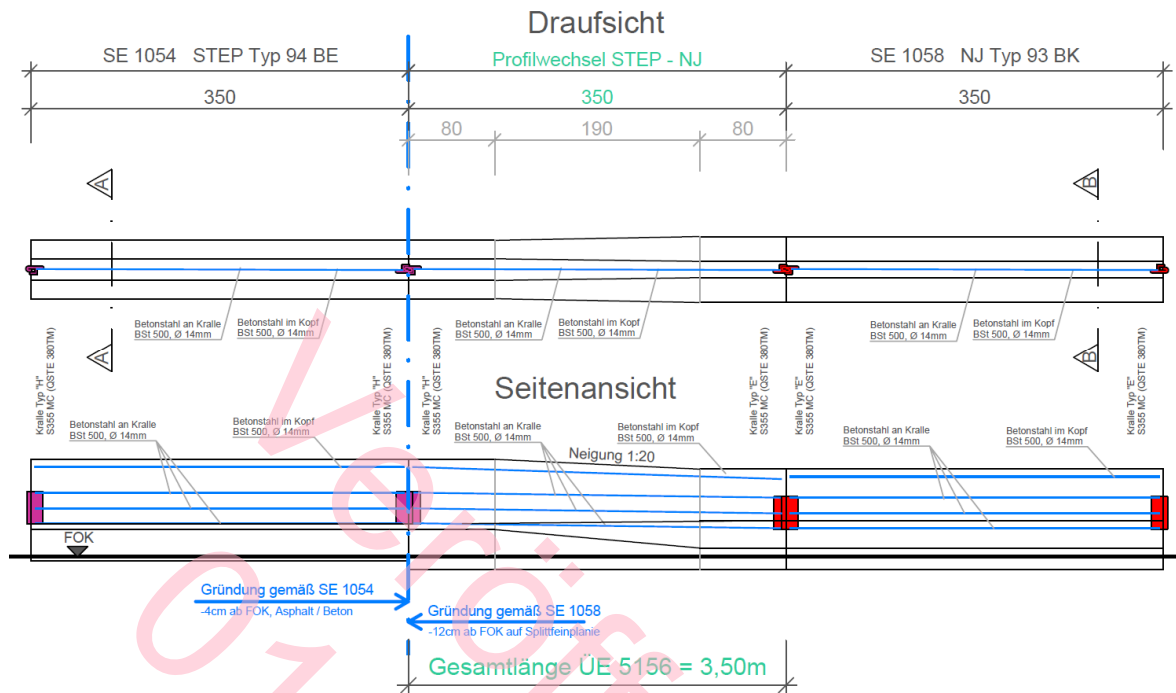 Draufsicht
SE 1054 STEP Typ 94 BE
Profilwechsel STEP - NJ
SE 1058 NJ Typ 93 BK
350
350
350
80
190
80
A
B
Betonstahl an Kralle
BSt 500, Ø 14mm
Betonstahl im Kopf
BSt 500, Ø 14mm
Betonstahl an Kralle
BSt 500, Ø 14mm
Betonstahl im Kopf
BSt 500, Ø 14mm
Betonstahl an Kralle
BSt 500, Ø 14mm
Betonstahl im Kopf
BSt 500, Ø 14mm
A
B
Kralle Typ "H"
S355 MC (QSTE 380TM)
Kralle Typ "H"
S355 MC (QSTE 380TM)
Kralle Typ "H"
S355 MC (QSTE 380TM)
Kralle Typ "E"
S355 MC (QSTE 380TM)
Kralle Typ "E"
S355 MC (QSTE 380TM)
Kralle Typ "E"
S355 MC (QSTE 380TM)
Seitenansicht
Betonstahl an Kralle
BSt 500, Ø 14mm
Betonstahl im Kopf
BSt 500, Ø 14mm
Betonstahl an Kralle
BSt 500, Ø 14mm
Betonstahl im Kopf
BSt 500, Ø 14mm
Betonstahl an Kralle
BSt 500, Ø 14mm
Betonstahl im Kopf
BSt 500, Ø 14mm
Neigung 1:20
FOK
Gründung gemäß SE 1054
-4cm ab FOK, Asphalt / Beton
Gründung gemäß SE 1058
-12cm ab FOK auf Splittfeinplanie
Gesamtlänge ÜE 5156 = 3,50m
Veröff
01